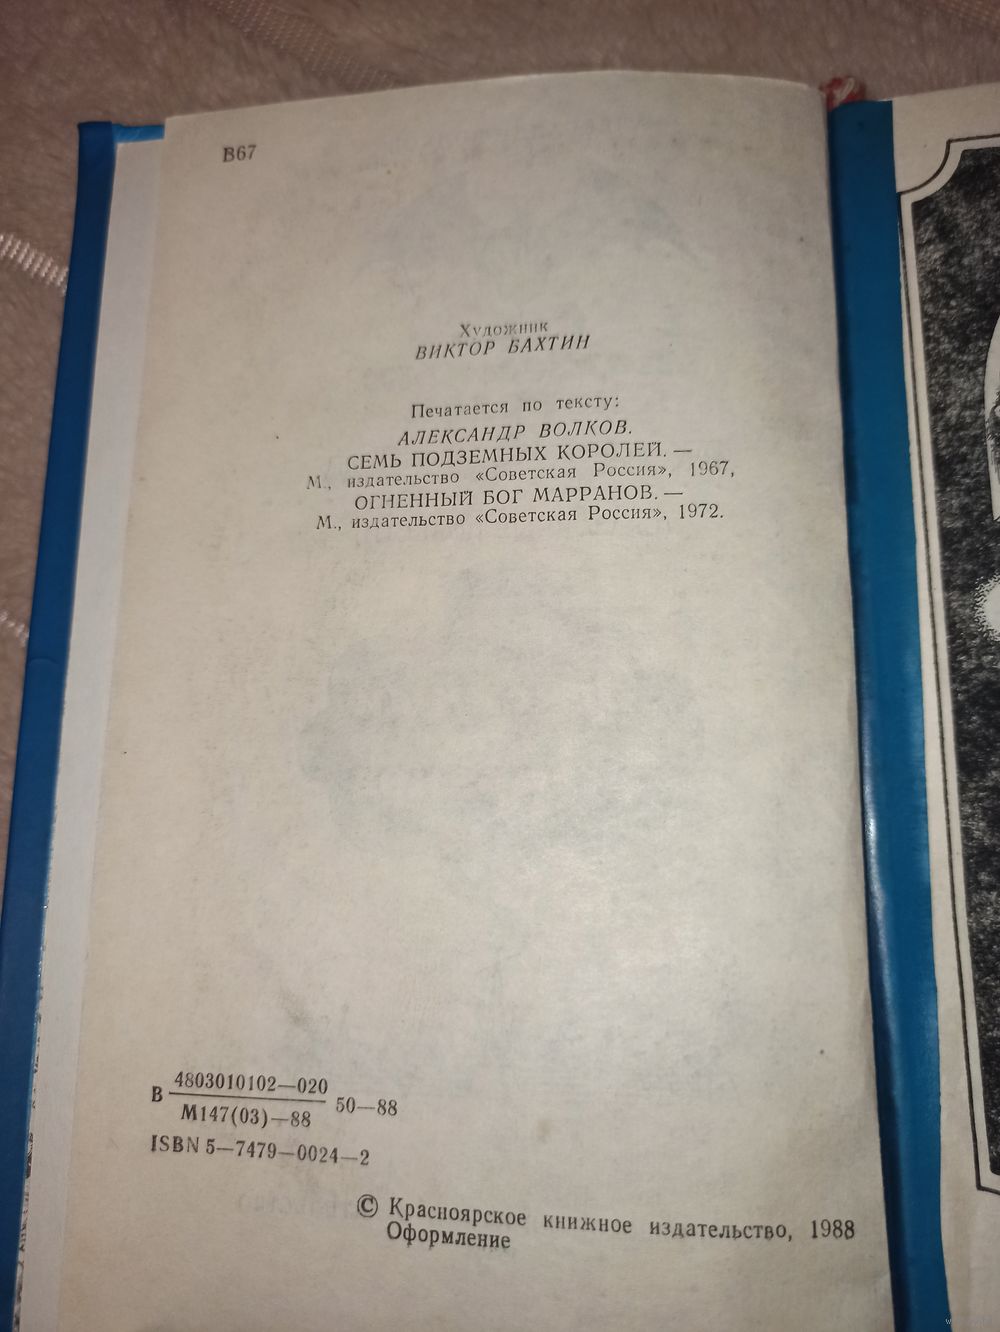 В67
Художник
ВИКТОР БАХТИН
Печатается по тексту:
АЛЕКСАНДР ВОЛКОВ.
СЕМЬ ПОДЗЕМНЫХ КОРОЛЕЙ. —
М., издательство «Советская Россия», 1967,
ОГНЕННЫЙ БОГ МАРРАНОВ. —
М., издательство «Советская Россия», 1972.
4803010102—020
В 50—88
М147(03)—88
ISBN 5—7479—0024—2
© Красноярское книжное издательство, 1988
Оформление